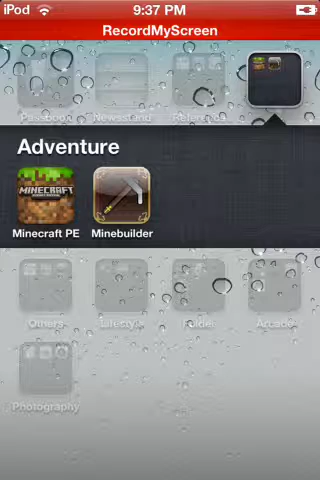 iPod 9:37 PM
RecordMyScreen
Passbook Newsstand Reference
Adventure
MINECRAFT
Minecraft PE Minebuilder
Others Lifestyle Folder Arcade
Photography